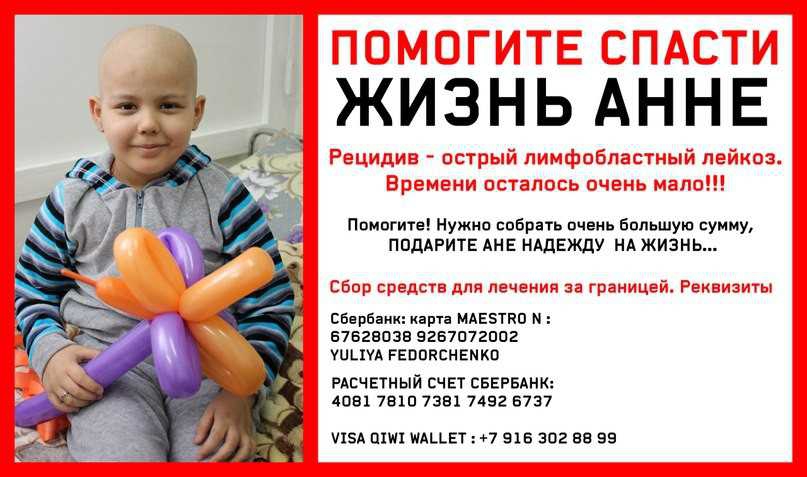 ПОМОГИТЕ СПАСТИ
ЖИЗНЬ АННЕ
Рецидив - острый лимфобластный лейкоз.
Времени осталось очень мало!!!
Помогите! Нужно собрать очень большую сумму,
ПОДАРИТЕ АНЕ НАДЕЖДУ НА ЖИЗНЬ...
Сбор средств для лечения за границей. Реквизиты
Сбербанк: карта MAESTRO N :
67628038 9267072002
YULIYA FEDORCHENKO
РАСЧЕТНЫЙ СЧЕТ СБЕРБАНК:
4081 7810 7381 7492 6737
VISA QIWI WALLET : +7 916 302 88 99